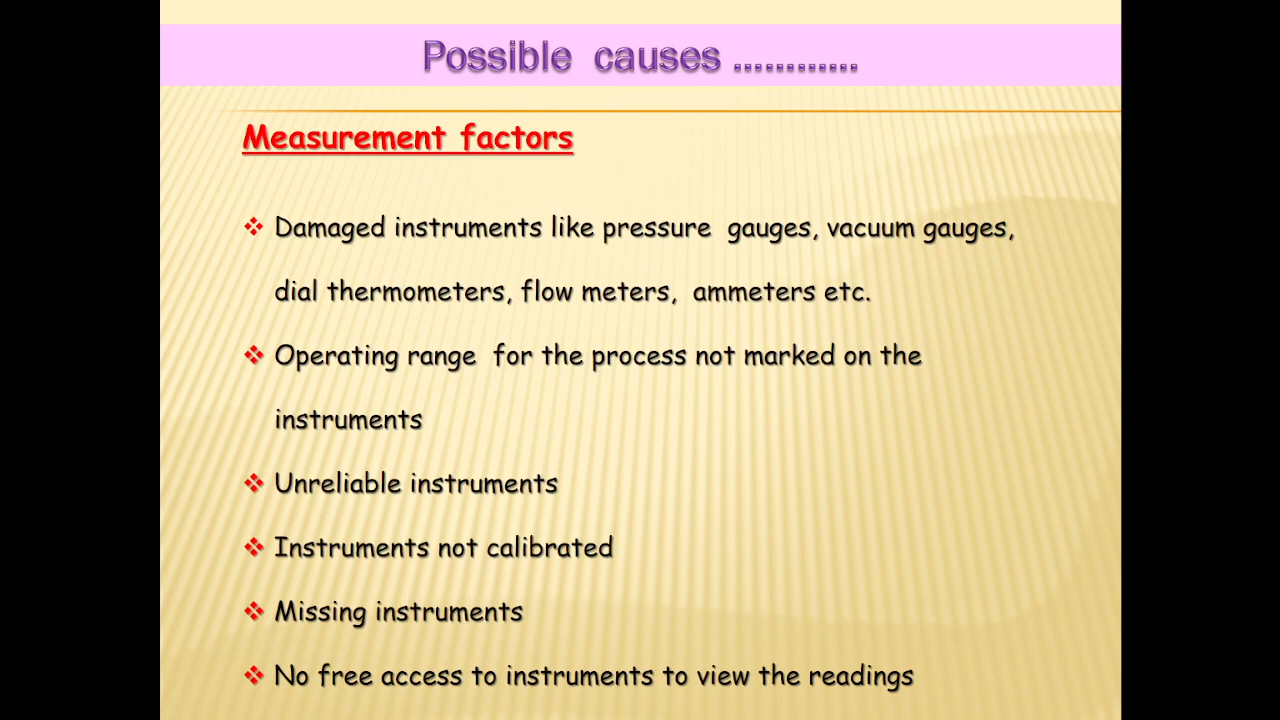 Possible causes ............
Measurement factors
❖ Damaged instruments like pressure gauges, vacuum gauges,
dial thermometers, flow meters, ammeters etc.
❖ Operating range for the process not marked on the
instruments
❖ Unreliable instruments
❖ Instruments not calibrated
❖ Missing instruments
❖ No free access to instruments to view the readings